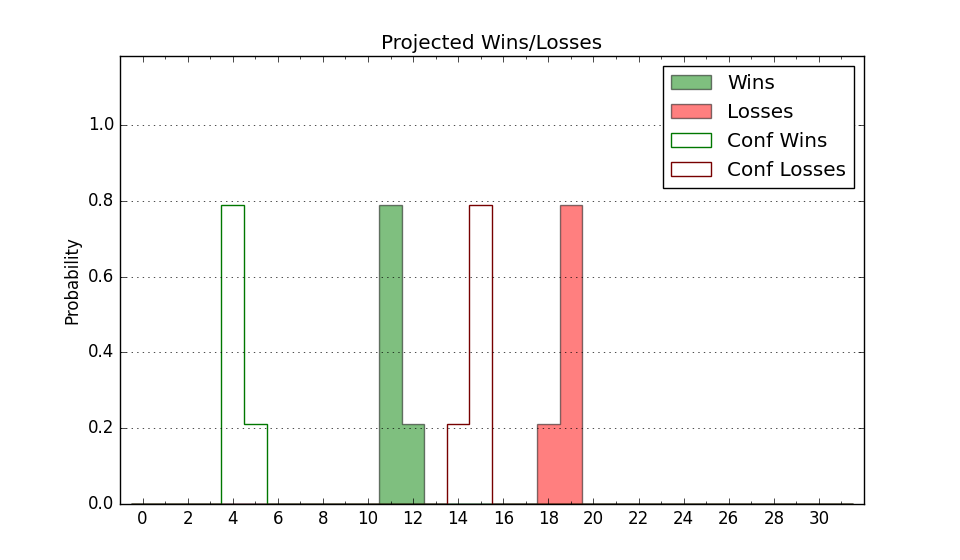 Projected Wins/Losses
Wins
Losses
Conf Wins
Conf Losses
Probability
1.0
0.8
0.6
0.4
0.2
0.0
0 2 4 6 8 10 12 14 16 18 20 22 24 26 28 30